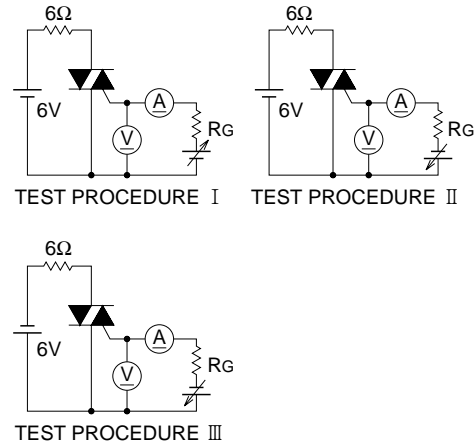 6Ω
6V
A
V
RG
TEST PROCEDURE Ⅰ
6Ω
6V
A
V
RG
TEST PROCEDURE Ⅱ
6Ω
6V
A
V
RG
TEST PROCEDURE Ⅲ